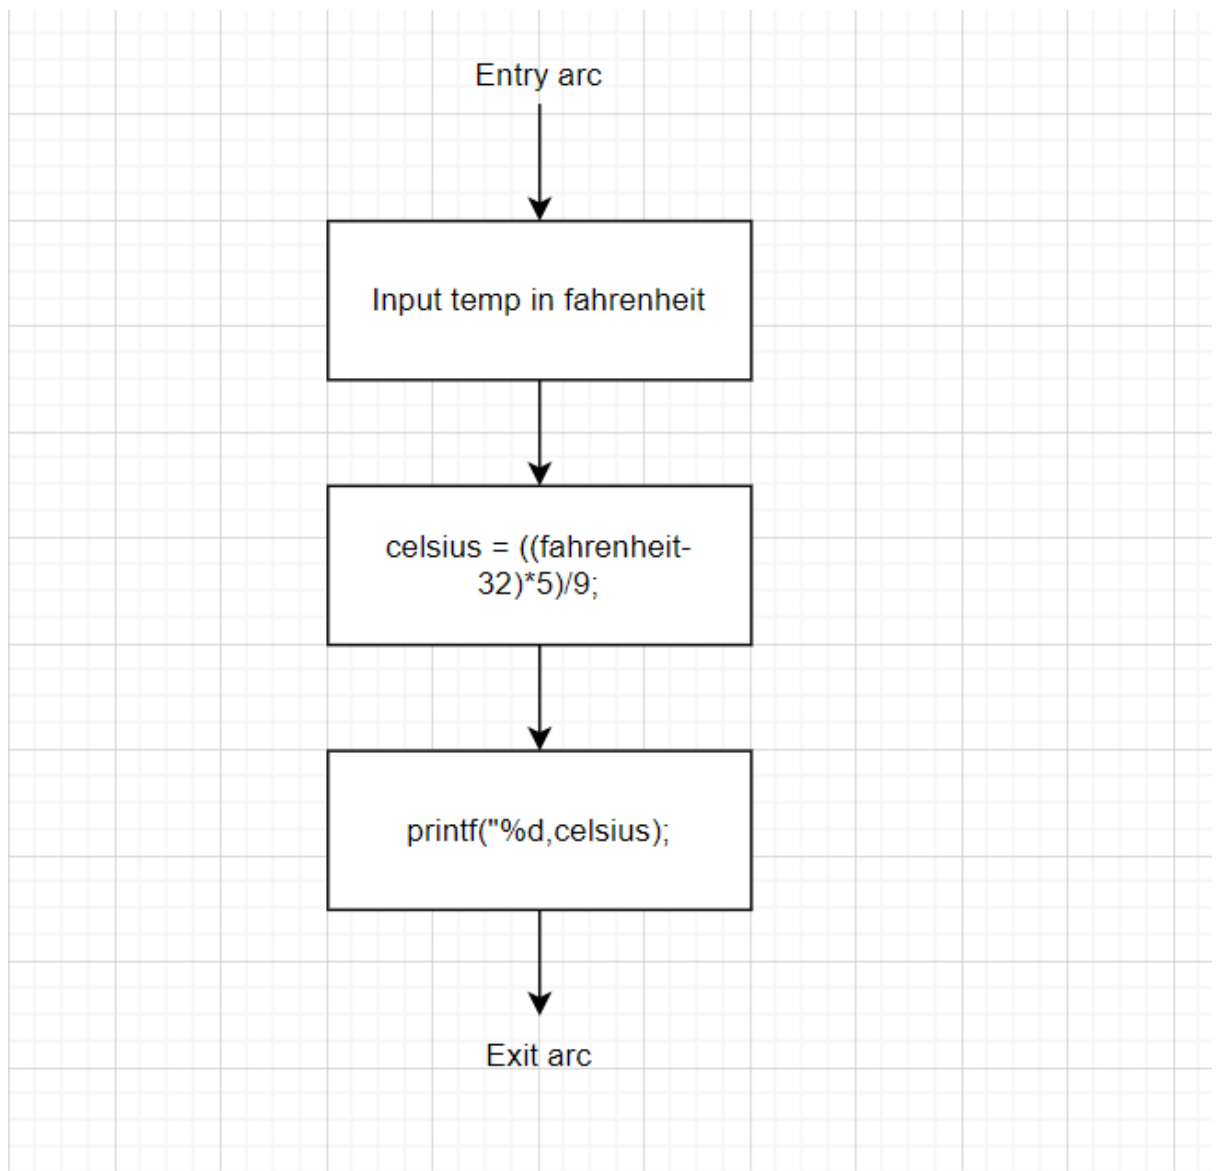 Entry arc
Input temp in fahrenheit
celsius = ((fahrenheit-
32)*5)/9;
printf("%d,celsius);
Exit arc